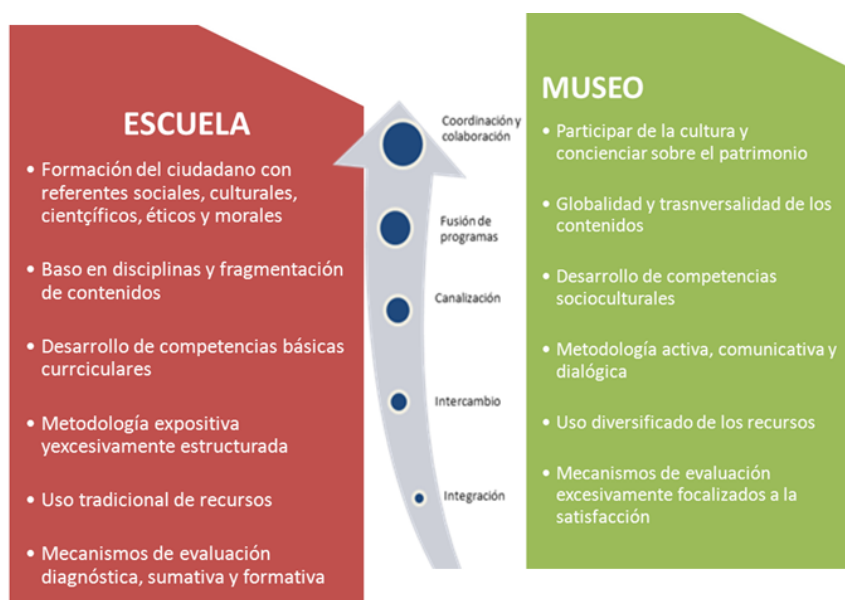 ESCUELA
• Formación del ciudadano con
referentes sociales, culturales,
cientçíficos, éticos y morales
• Baso en disciplinas y fragmentación
de contenidos
• Desarrollo de competencias básicas
currciculares
• Metodología expositiva
yexcesivamente estructurada
• Uso tradicional de recursos
• Mecanismos de evaluación
diagnóstica, sumativa y formativa
Coordinación y
colaboración
Fusión de
programas
Canalización
Intercambio
Integración
MUSEO
• Participar de la cultura y
concienciar sobre el patrimonio
• Globalidad y trasnversalidad de los
contenidos
• Desarrollo de competencias
socioculturales
• Metodología activa, comunicativa y
dialógica
• Uso diversificado de los recursos
• Mecanismos de evaluación
excesivamente focalizados a la
satisfacción